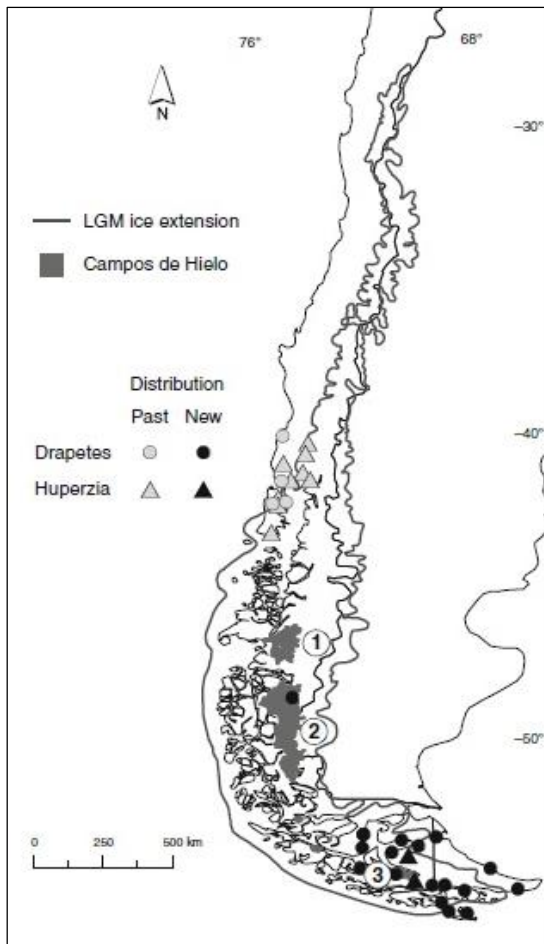 76°
68°
N
–30°
LGM ice extension
Campos de Hielo
Distribution
Past New
Drapetes
Huperzia
–40°
1
2
–50°
0 250 500 km
3